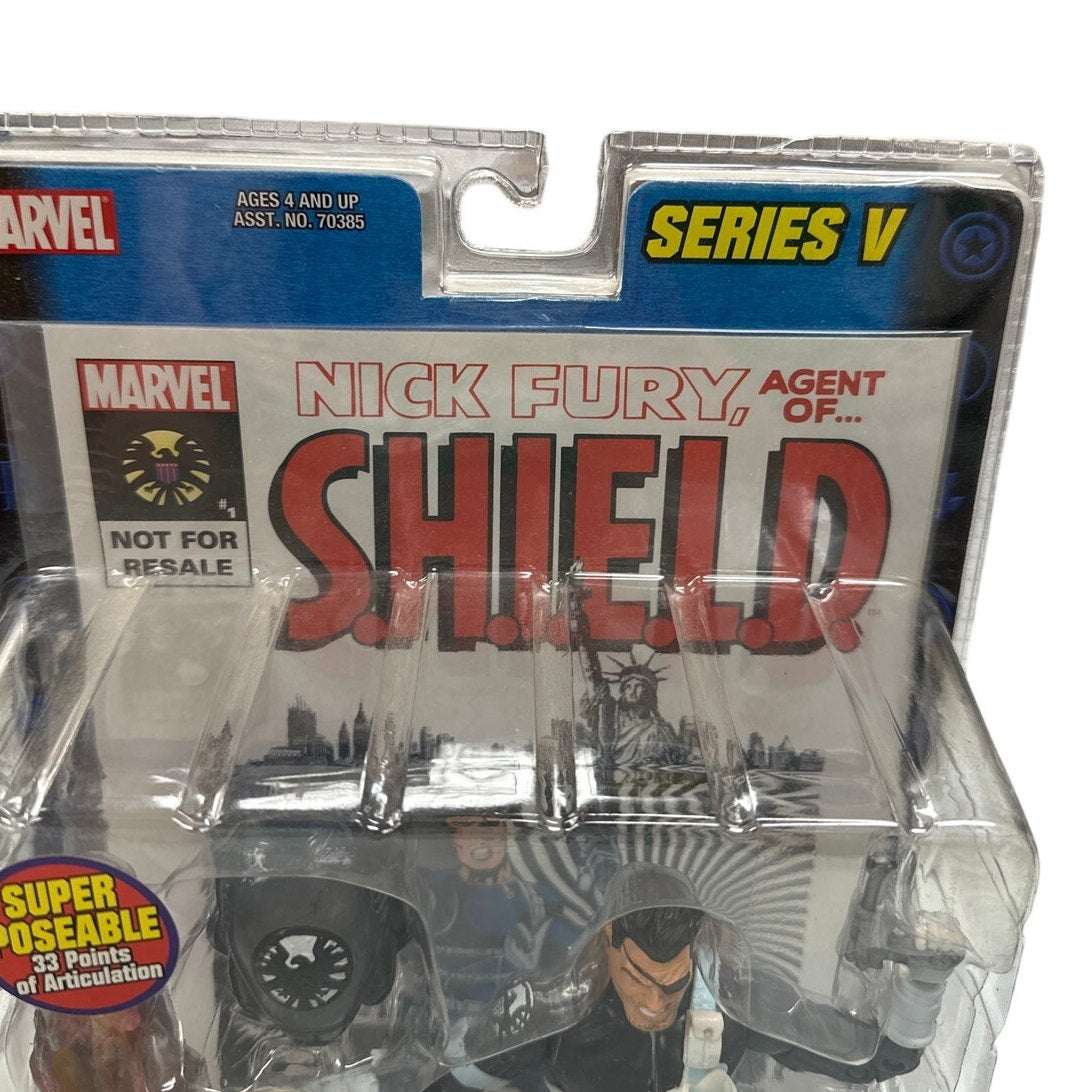 MARVEL
AGES 4 AND UP
ASST. NO. 70385
SERIES V
MARVEL
#1
NOT FOR
RESALE
NICK FURY, AGENT
OF...
S.H.I.E.L.D.
TM
SUPER
POSEABLE
33 Points
of Articulation